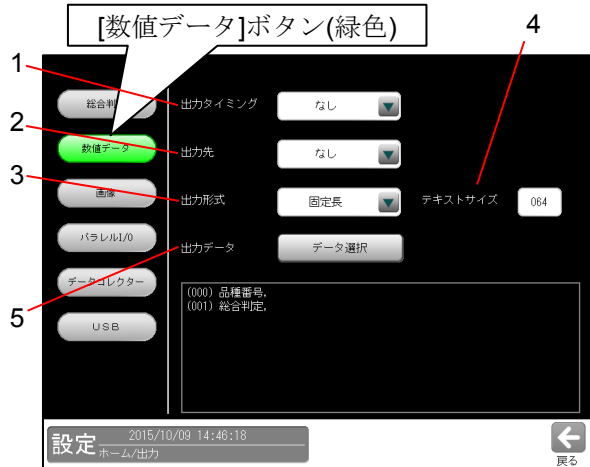 [数値データ]ボタン(緑色)
4
1
総合判
出力タイミング
なし
2
数値データ
出力先
なし
3
画像
出力形式
固定長
テキストサイズ
064
パラレルI/0
出力データ
データ選択
データコレクター
5
(000) 品種番号,
(001) 総合判定,
USB
設定
2015/10/09 14:46:18
ホーム/出力
戻る